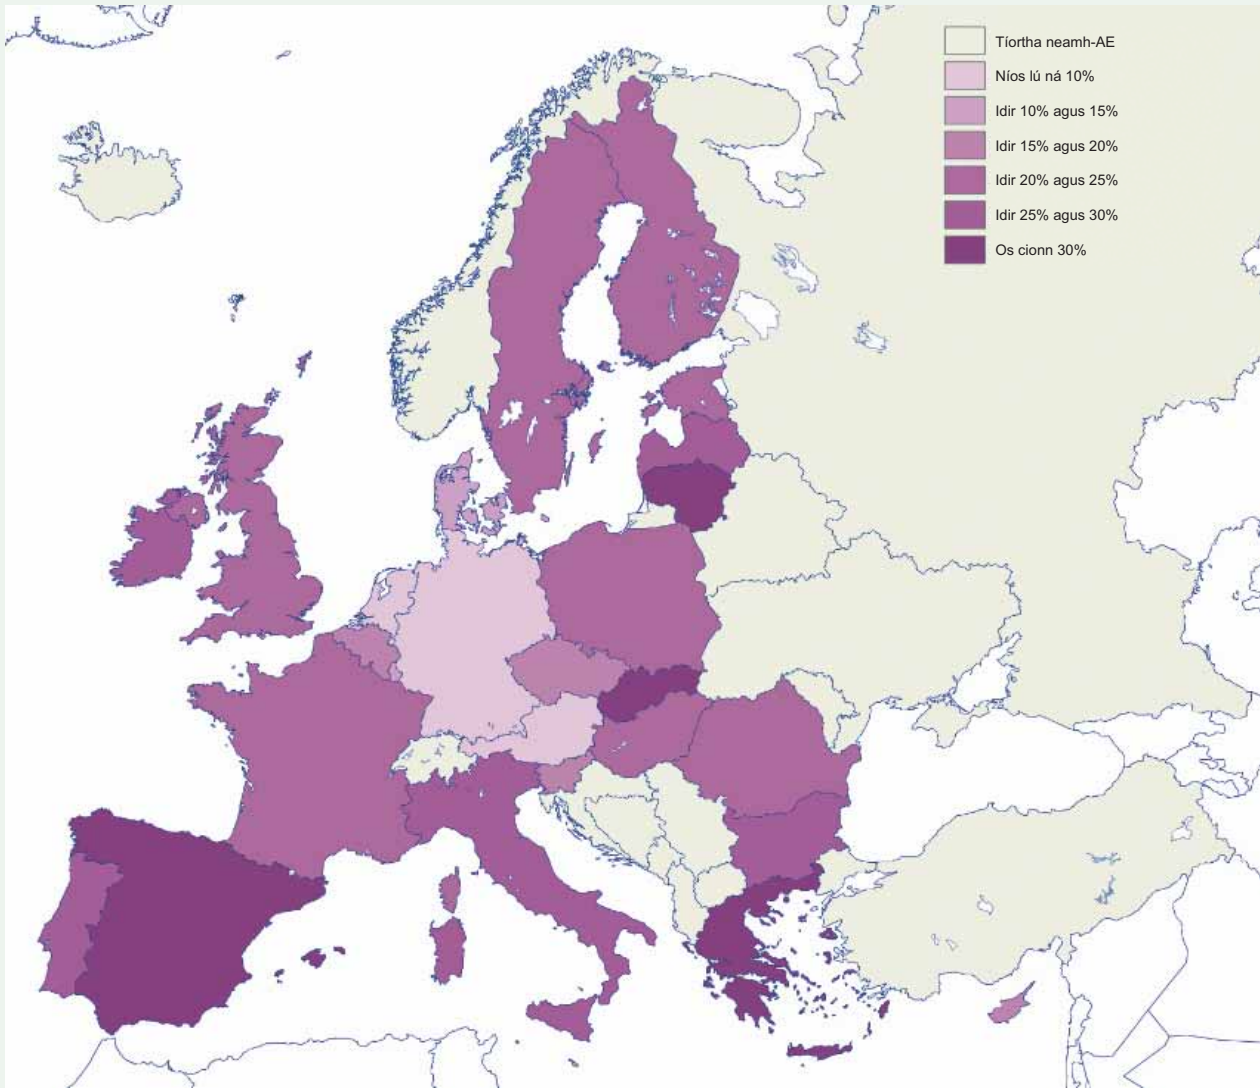 Tíortha neamh-AE
Níos lú ná 10%
Idir 10% agus 15%
Idir 15% agus 20%
Idir 20% agus 25%
Idir 25% agus 30%
Os cionn 30%